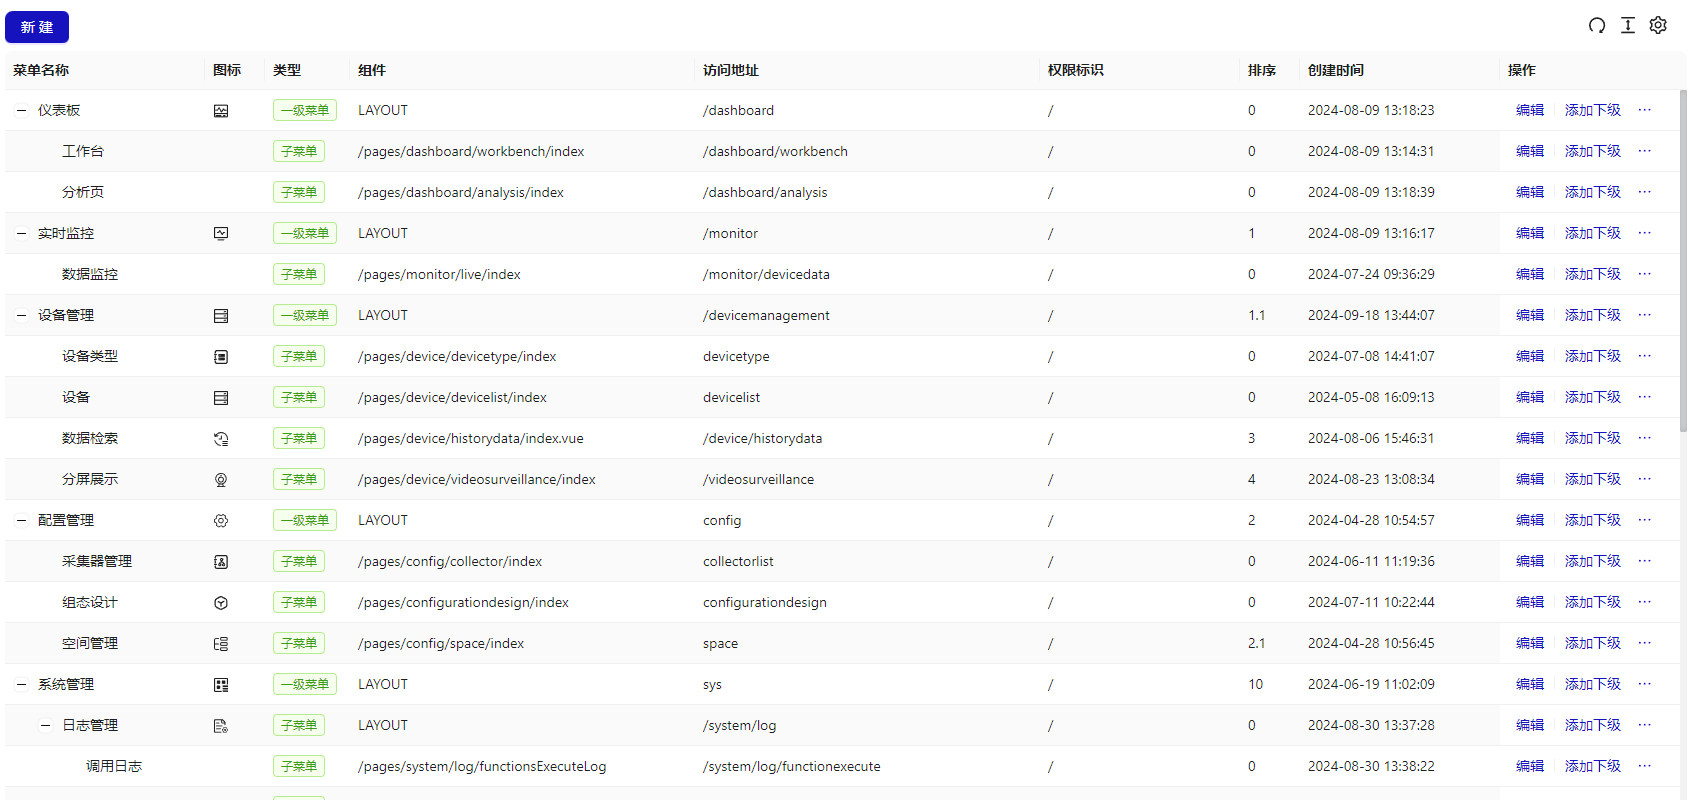 新 建
菜单名称 图标 类型 组件 访问地址 权限标识 排序 创建时间 操作
仪表板 一级菜单 LAYOUT /dashboard / 0 2024-08-09 13:18:23 编辑 添加下级 ···
工作台 子菜单 /pages/dashboard/workbench/index /dashboard/workbench / 0 2024-08-09 13:14:31 编辑 添加下级 ···
分析页 子菜单 /pages/dashboard/analysis/index /dashboard/analysis / 0 2024-08-09 13:18:39 编辑 添加下级 ···
实时监控 一级菜单 LAYOUT /monitor / 1 2024-08-09 13:16:17 编辑 添加下级 ···
数据监控 子菜单 /pages/monitor/live/index /monitor/devicedata / 0 2024-07-24 09:36:29 编辑 添加下级 ···
设备管理 一级菜单 LAYOUT /devicemanagement / 1.1 2024-09-18 13:44:07 编辑 添加下级 ···
设备类型 子菜单 /pages/device/devicetype/index devicetype / 0 2024-07-08 14:41:07 编辑 添加下级 ···
设备 子菜单 /pages/device/devicelist/index devicelist / 0 2024-05-08 16:09:13 编辑 添加下级 ···
数据检索 子菜单 /pages/device/historydata/index.vue /device/historydata / 3 2024-08-06 15:46:31 编辑 添加下级 ···
分屏展示 子菜单 /pages/device/videosurveillance/index /videosurveillance / 4 2024-08-23 13:08:34 编辑 添加下级 ···
配置管理 一级菜单 LAYOUT config / 2 2024-04-28 10:54:57 编辑 添加下级 ···
采集器管理 子菜单 /pages/config/collector/index collectorlist / 0 2024-06-11 11:19:36 编辑 添加下级 ···
组态设计 子菜单 /pages/configurationdesign/index configurationdesign / 0 2024-07-11 10:22:44 编辑 添加下级 ···
空间管理 子菜单 /pages/config/space/index space / 2.1 2024-04-28 10:56:45 编辑 添加下级 ···
系统管理 一级菜单 LAYOUT sys / 10 2024-06-19 11:02:09 编辑 添加下级 ···
日志管理 子菜单 LAYOUT /system/log / 0 2024-08-30 13:37:28 编辑 添加下级 ···
调用日志 子菜单 /pages/system/log/functionsExecuteLog /system/log/functionexecute / 0 2024-08-30 13:38:22 编辑 添加下级 ···